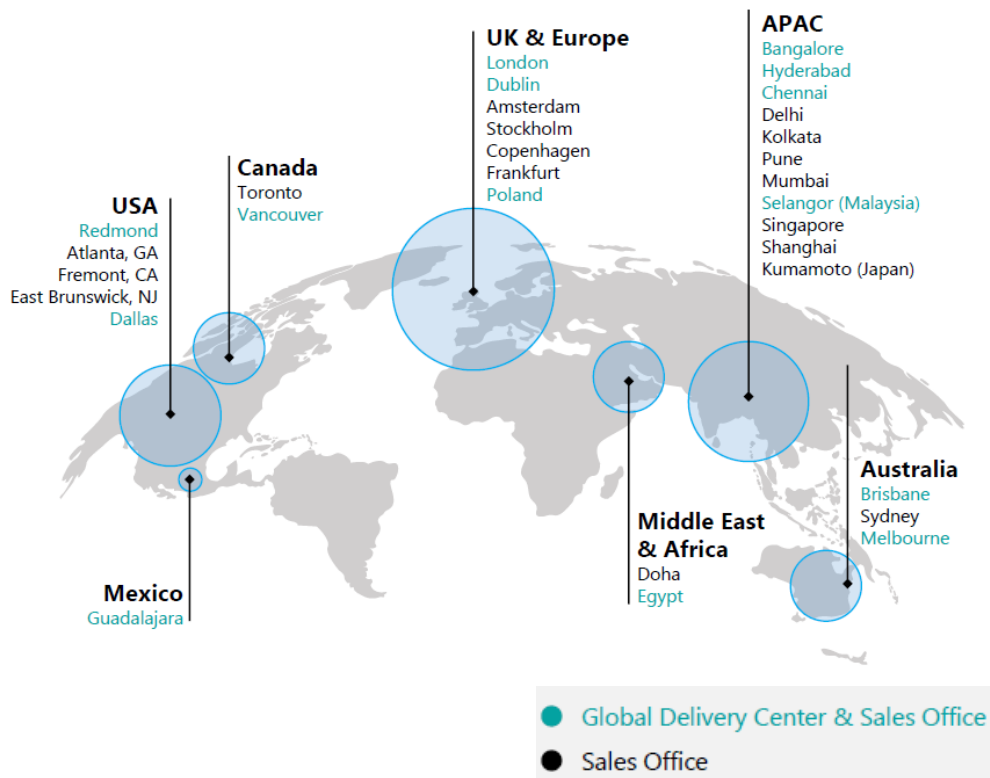 UK & Europe
London
Dublin
Amsterdam
Stockholm
Copenhagen
Frankfurt
Poland
APAC
Bangalore
Hyderabad
Chennai
Delhi
Kolkata
Pune
Mumbai
Selangor (Malaysia)
Singapore
Shanghai
Kumamoto (Japan)
Canada
Toronto
Vancouver
USA
Redmond
Atlanta, GA
Fremont, CA
East Brunswick, NJ
Dallas
Australia
Brisbane
Sydney
Melbourne
Middle East
& Africa
Doha
Egypt
Mexico
Guadalajara
Global Delivery Center & Sales Office
Sales Office